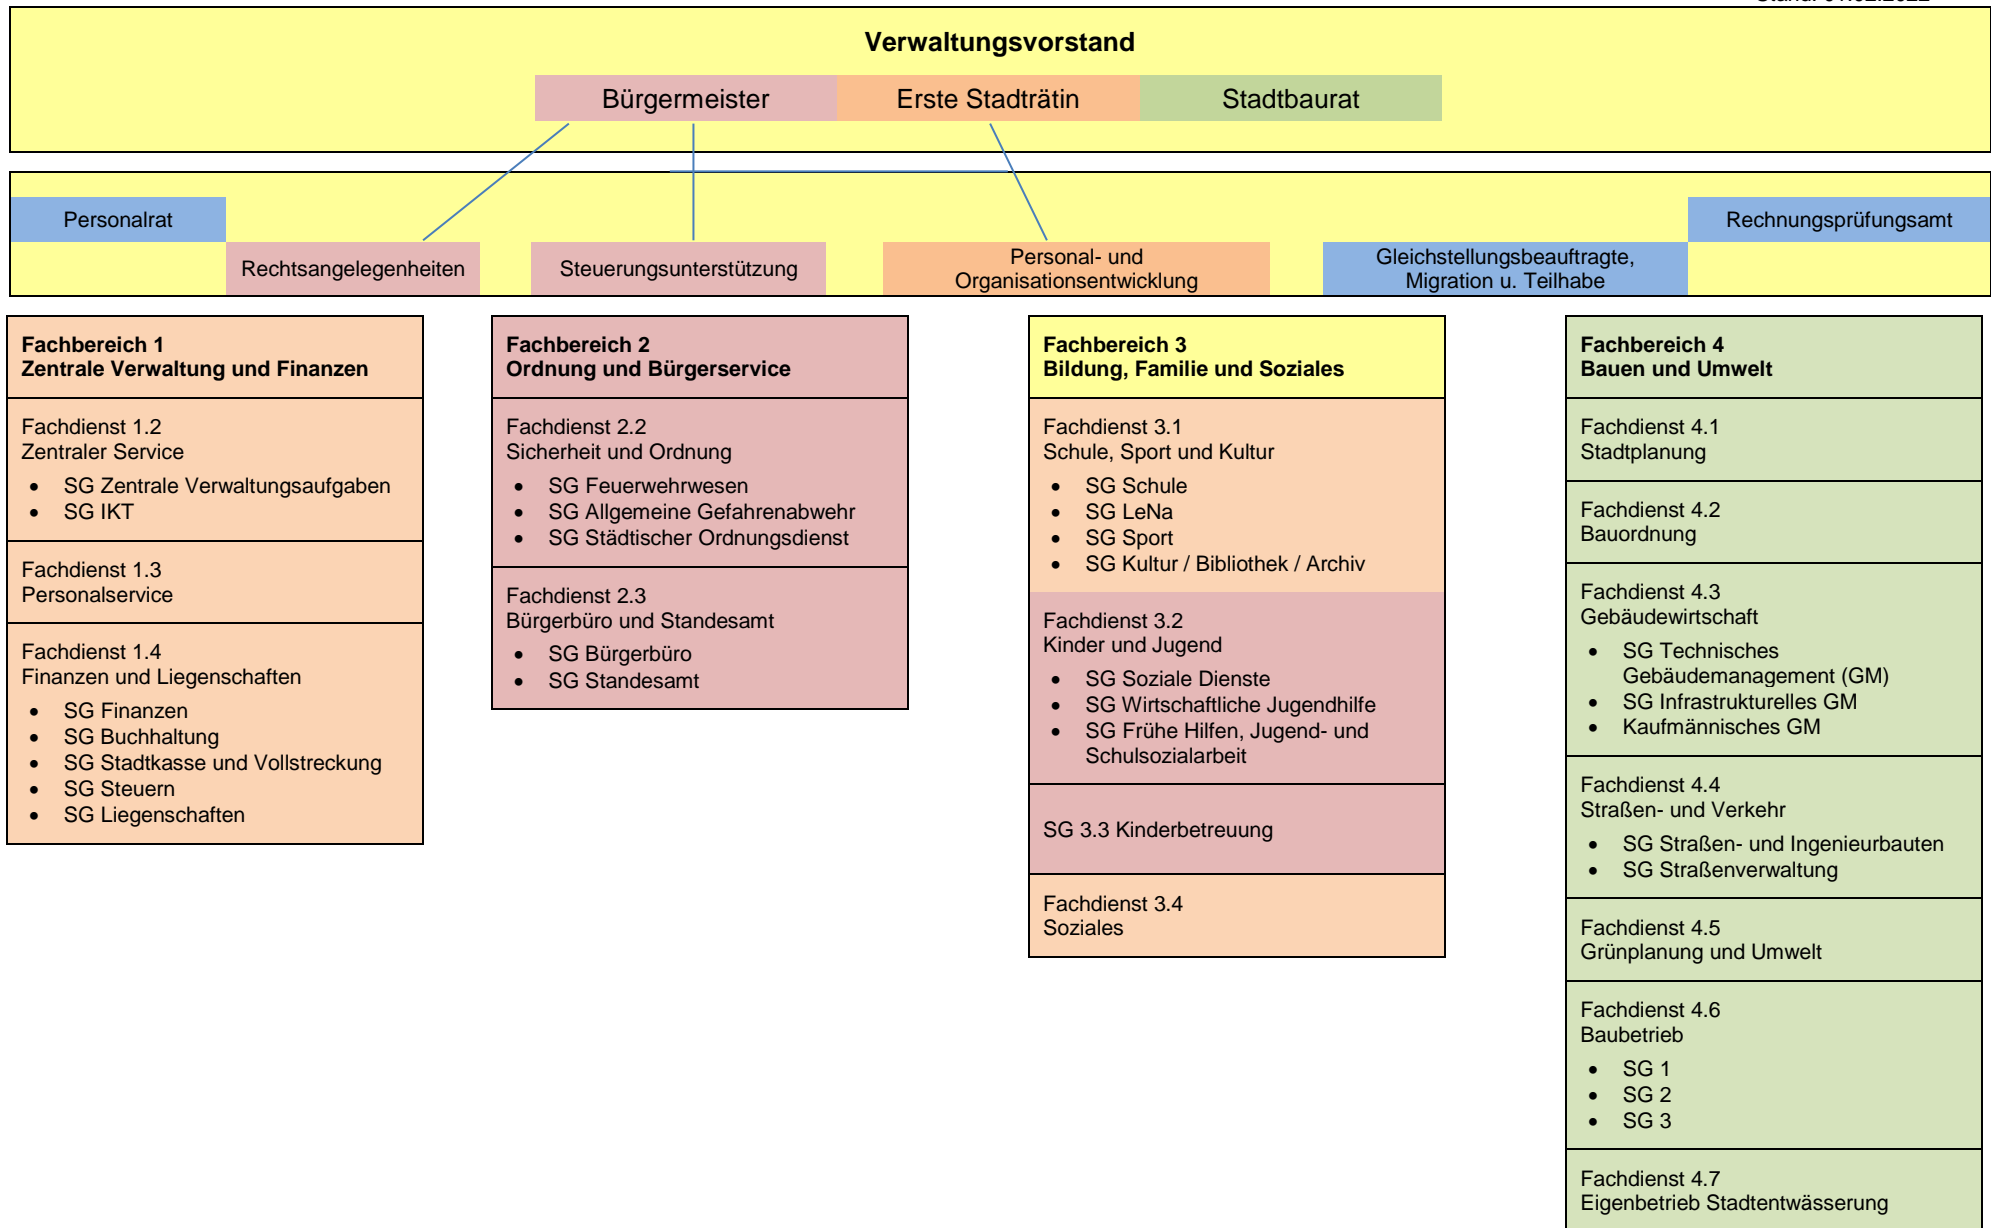 Verwaltungsvorstand
Bürgermeister
Erste Stadträtin
Stadtbaurat
Personalrat
Rechnungsprüfungsamt
Rechtsangelegenheiten
Steuerungsunterstützung
Personal- und
Organisationsentwicklung
Gleichstellungsbeauftragte,
Migration u. Teilhabe
Fachbereich 1
Zentrale Verwaltung und Finanzen
Fachdienst 1.2
Zentraler Service
• SG Zentrale Verwaltungsaufgaben
• SG IKT
Fachdienst 1.3
Personalservice
Fachdienst 1.4
Finanzen und Liegenschaften
• SG Finanzen
• SG Buchhaltung
• SG Stadtkasse und Vollstreckung
• SG Steuern
• SG Liegenschaften
Fachbereich 2
Ordnung und Bürgerservice
Fachdienst 2.2
Sicherheit und Ordnung
• SG Feuerwehrwesen
• SG Allgemeine Gefahrenabwehr
• SG Städtischer Ordnungsdienst
Fachdienst 2.3
Bürgerbüro und Standesamt
• SG Bürgerbüro
• SG Standesamt
Fachbereich 3
Bildung, Familie und Soziales
Fachdienst 3.1
Schule, Sport und Kultur
• SG Schule
• SG LeNa
• SG Sport
• SG Kultur / Bibliothek / Archiv
Fachdienst 3.2
Kinder und Jugend
• SG Soziale Dienste
• SG Wirtschaftliche Jugendhilfe
• SG Frühe Hilfen, Jugend- und
Schulsozialarbeit
SG 3.3 Kinderbetreuung
Fachdienst 3.4
Soziales
Fachbereich 4
Bauen und Umwelt
Fachdienst 4.1
Stadtplanung
Fachdienst 4.2
Bauordnung
Fachdienst 4.3
Gebäudewirtschaft
• SG Technisches
Gebäudemanagement (GM)
• SG Infrastrukturelles GM
• Kaufmännisches GM
Fachdienst 4.4
Straßen- und Verkehr
• SG Straßen- und Ingenieurbauten
• SG Straßenverwaltung
Fachdienst 4.5
Grünplanung und Umwelt
Fachdienst 4.6
Baubetrieb
• SG 1
• SG 2
• SG 3
Fachdienst 4.7
Eigenbetrieb Stadtentwässerung